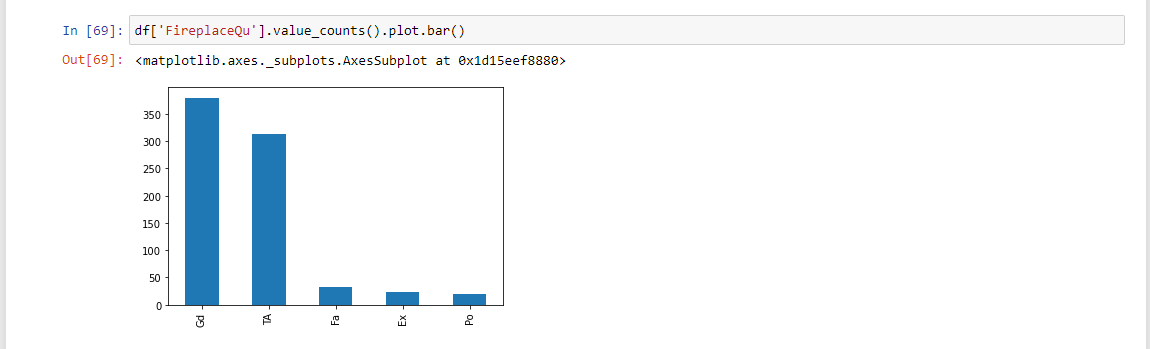 In [69]: df['FireplaceQu'].value_counts().plot.bar()
Out[69]: <matplotlib.axes._subplots.AxesSubplot at 0x1d15eef8880>
350
300
250
200
150
100
50
0
Gd TA Fa Ex Po